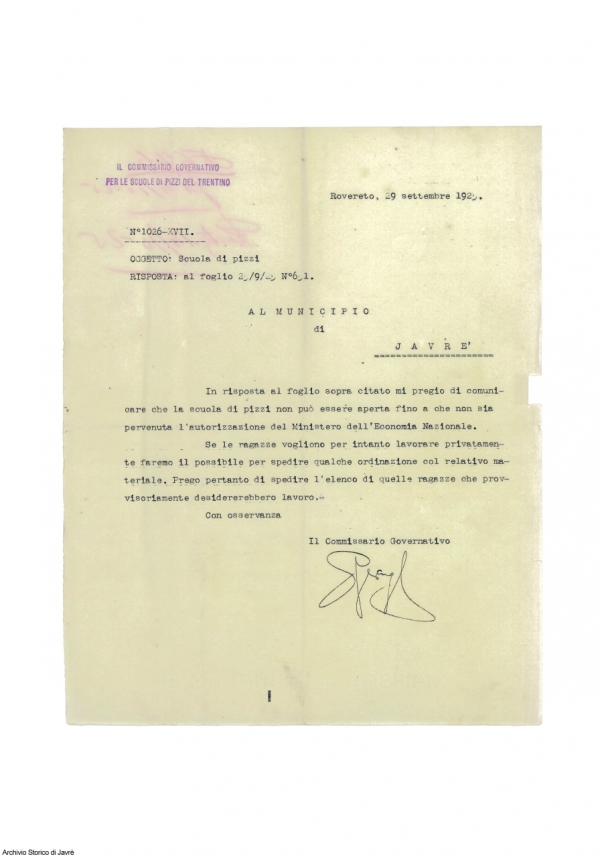 IL COMMISSARIO GOVERNATIVO
PER LE SCUOLE DI PIZZI DEL TRENTINO
Rovereto, 29 settembre 1925.
N°1026-XVII.
OGGETTO: Scuola di pizzi
RISPOSTA: al foglio 25/9/25 N°651.
AL MUNICIPIO
di
JAVRE'
In risposta al foglio sopra citato mi pregio di comuni-
care che la scuola di pizzi non può essere aperta fino a che non sia
pervenuta l'autorizzazione del Ministero dell'Economia Nazionale.
Se le ragazze vogliono per intanto lavorare privatamen-
te faremo il possibile per spedire qualche ordinazione col relativo ma-
teriale. Prego pertanto di spedire l'elenco di quelle ragazze che prov-
visoriamente desidererebbero lavoro.-
Con osservanza
Il Commissario Governativo
Archivio Storico di Javrè